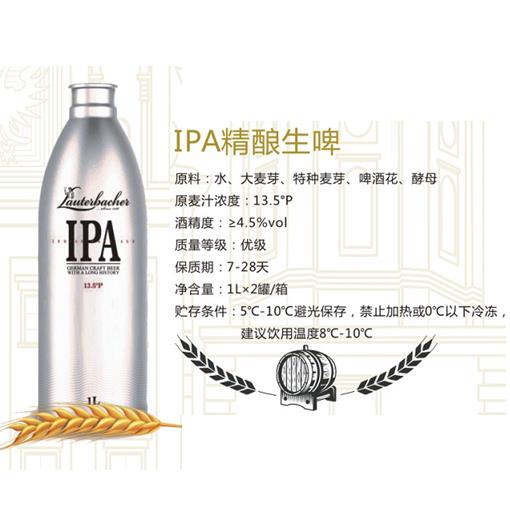 IPA精酿生啤
原料：水、大麦芽、特种麦芽、啤酒花、酵母
原麦汁浓度：13.5°P
酒精度：≥4.5%vol
质量等级：优级
保质期：7-28天
净含量：1L×2罐/箱
贮存条件：5℃-10℃避光保存，禁止加热或0℃以下冷冻，
建议饮用温度8℃-10℃
Lauterbacher
IPA
GERMAN CRAFT BEER
WITH A LONG HISTORY
13.5°P
1L